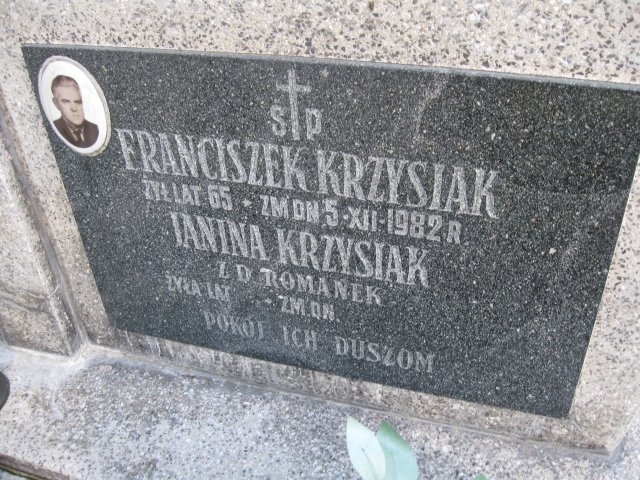 Ś†P
FRANCISZEK KRZYSIAK
ŻYŁ LAT 65 • ZM DN 5•XII•1982 R
JANINA KRZYSIAK
Z D. ROMANEK
ŻYŁA LAT • ZM DN
POKÓJ ICH DUSZOM